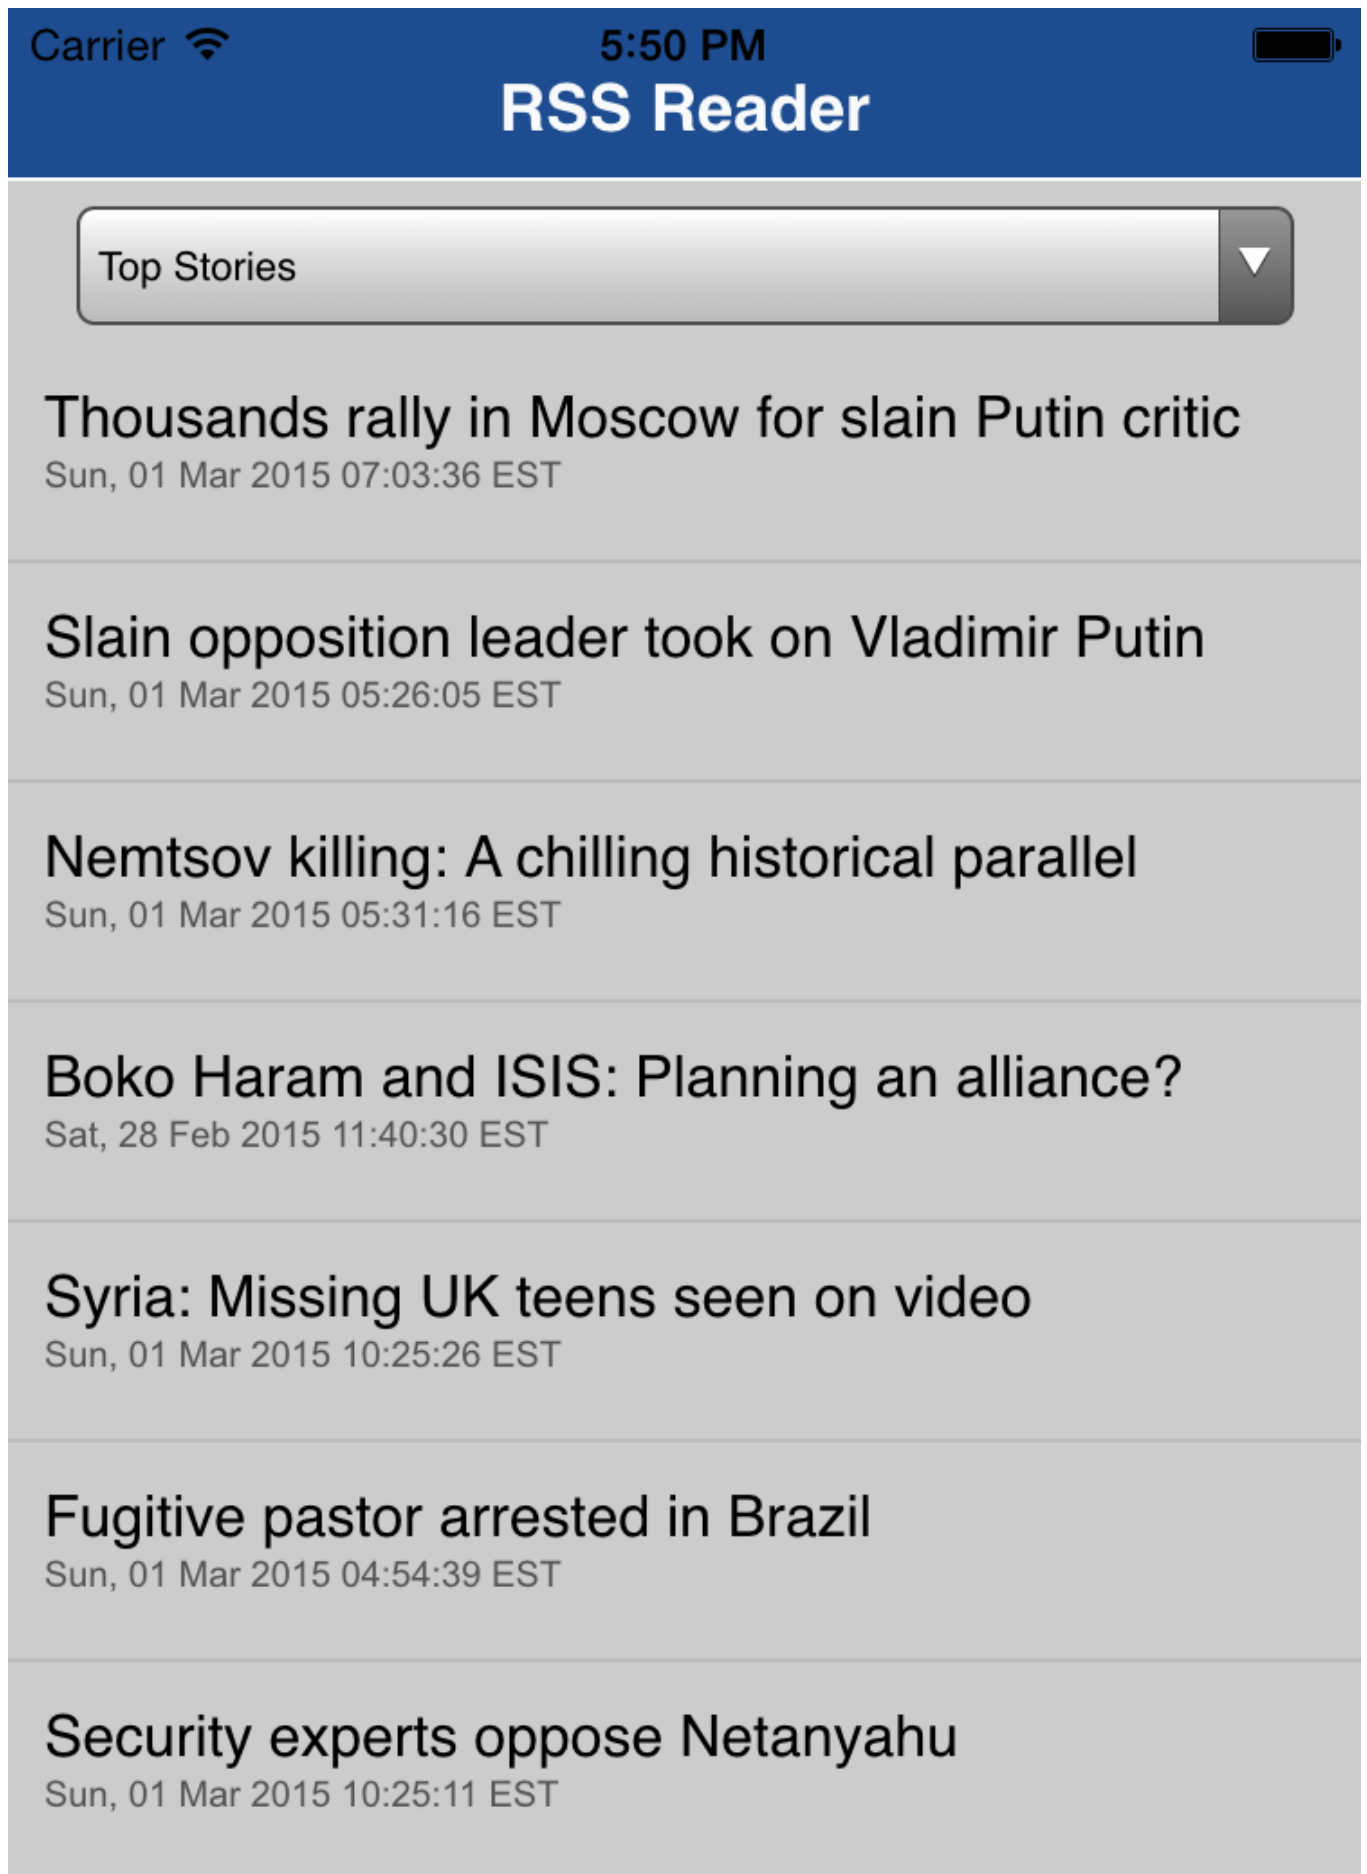 Carrier
5:50 PM
RSS Reader
Top Stories
Thousands rally in Moscow for slain Putin critic
Sun, 01 Mar 2015 07:03:36 EST
Slain opposition leader took on Vladimir Putin
Sun, 01 Mar 2015 05:26:05 EST
Nemtsov killing: A chilling historical parallel
Sun, 01 Mar 2015 05:31:16 EST
Boko Haram and ISIS: Planning an alliance?
Sat, 28 Feb 2015 11:40:30 EST
Syria: Missing UK teens seen on video
Sun, 01 Mar 2015 10:25:26 EST
Fugitive pastor arrested in Brazil
Sun, 01 Mar 2015 04:54:39 EST
Security experts oppose Netanyahu
Sun, 01 Mar 2015 10:25:11 EST